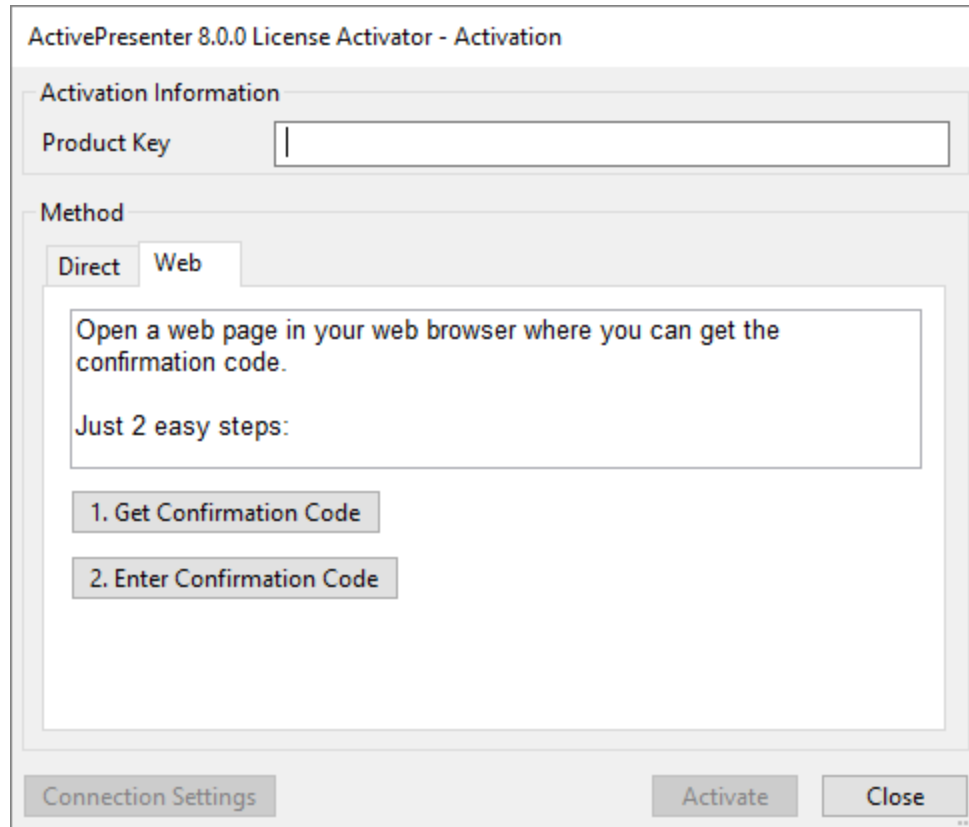 ActivePresenter 8.0.0 License Activator - Activation
Activation Information
Product Key
Method
Direct Web
Open a web page in your web browser where you can get the
confirmation code.
Just 2 easy steps:
1. Get Confirmation Code
2. Enter Confirmation Code
Connection Settings Activate Close